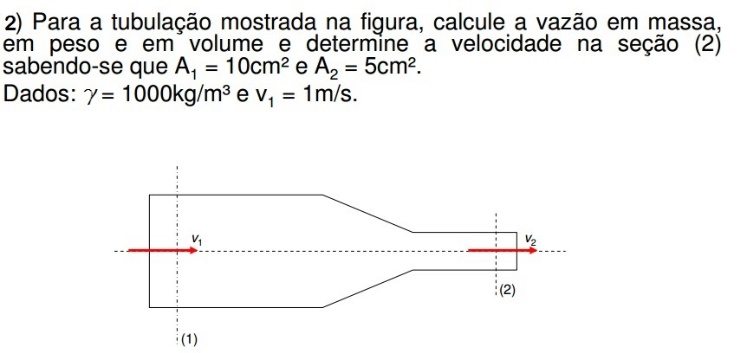 2) Para a tubulação mostrada na figura, calcule a vazão em massa,
em peso e em volume e determine a velocidade na seção (2)
sabendo-se que A₁ = 10cm² e A₂ = 5cm².
Dados: γ = 1000kg/m³ e v₁ = 1m/s.
v₁
v₂
(2)
(1)